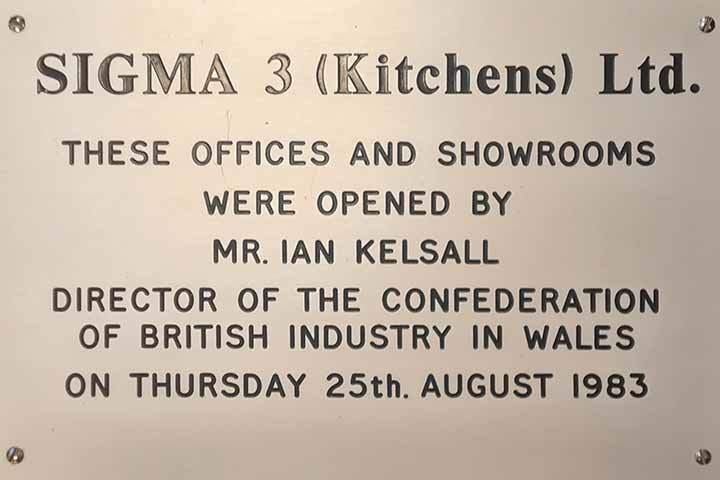 SIGMA 3 (Kitchens) Ltd.
THESE OFFICES AND SHOWROOMS
WERE OPENED BY
MR. IAN KELSALL
DIRECTOR OF THE CONFEDERATION
OF BRITISH INDUSTRY IN WALES
ON THURSDAY 25th. AUGUST 1983